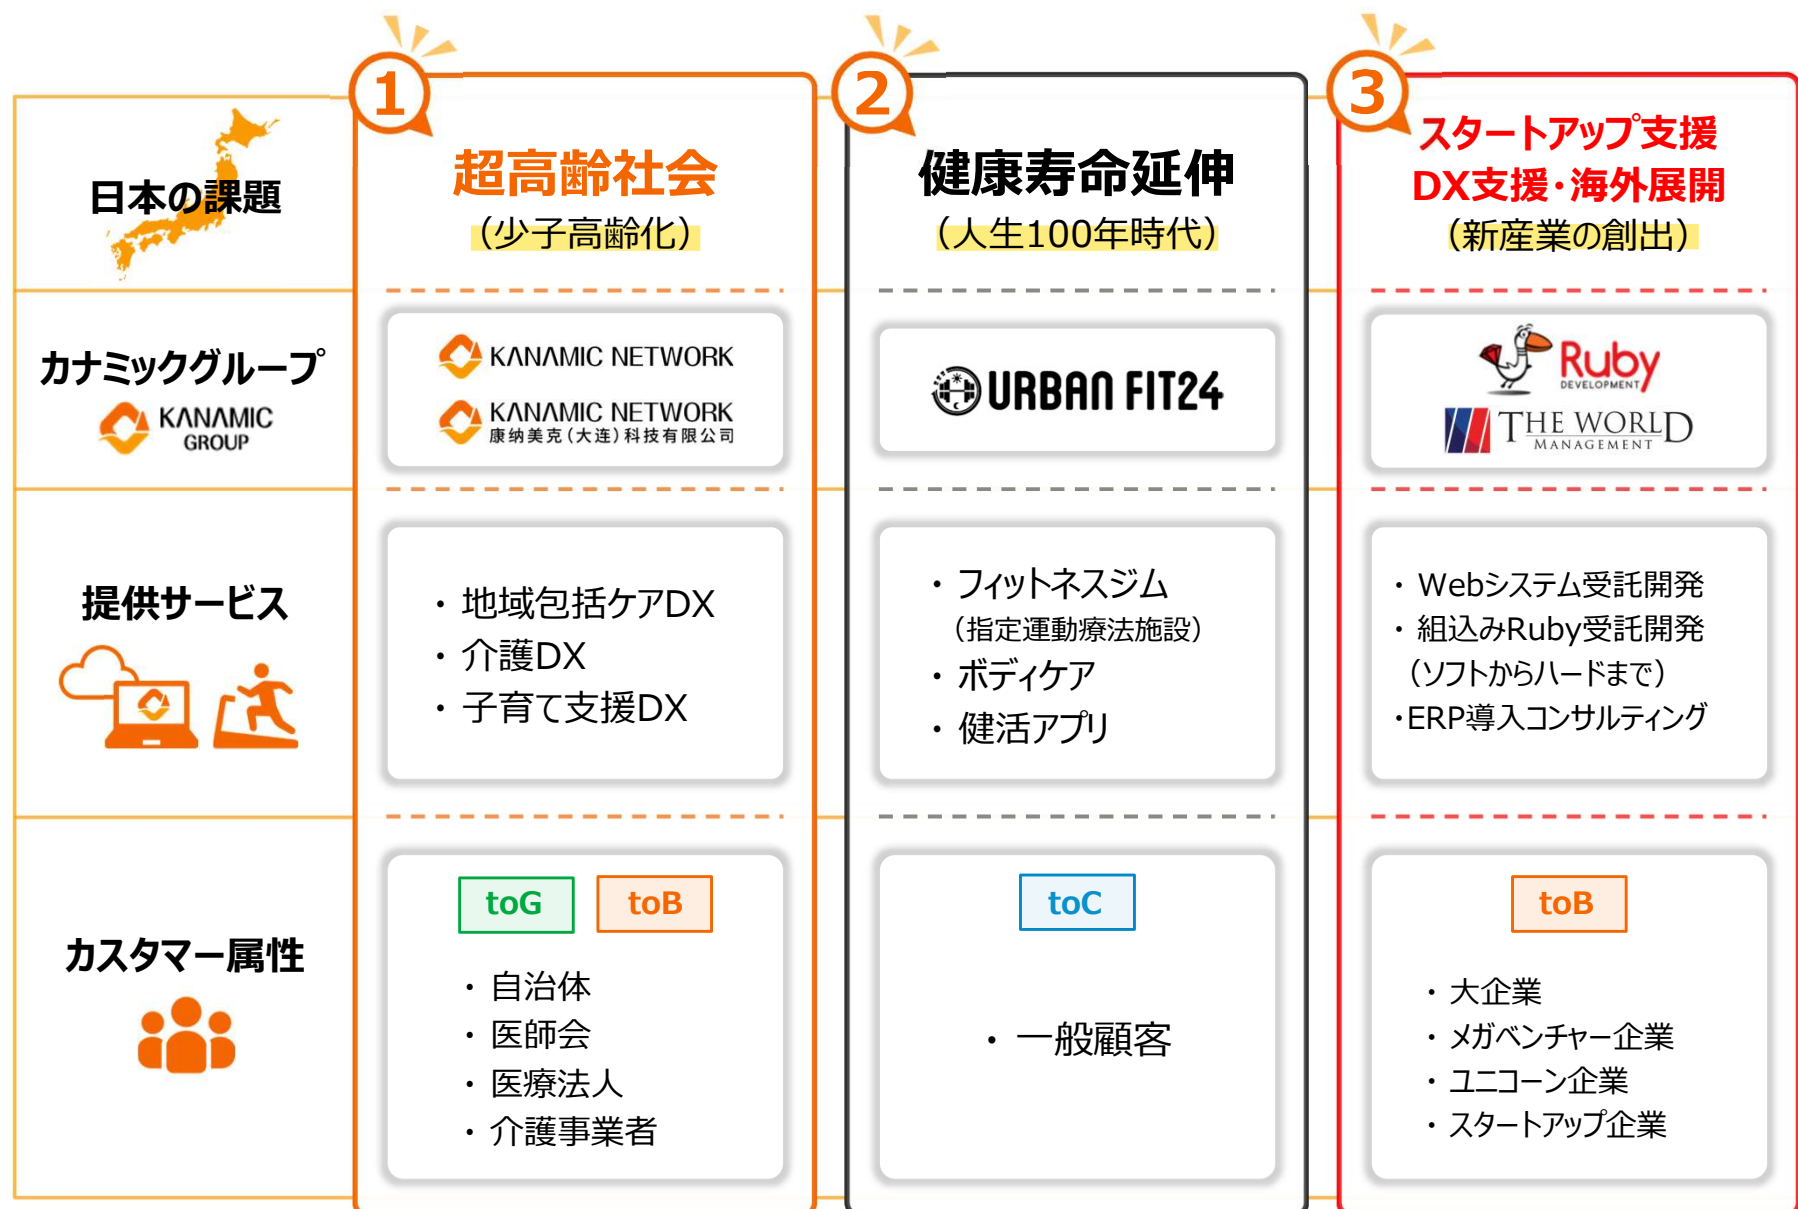 日本の課題
1
超高齢社会
（少子高齢化）
2
健康寿命延伸
（人生100年時代）
3
スタートアップ支援
DX支援・海外展開
（新産業の創出）
カナミックグループ
KANAMIC
GROUP
KANAMIC NETWORK
KANAMIC NETWORK
康纳美克（大连）科技有限公司
URBAN FIT24
Ruby
DEVELOPMENT
THE WORLD
MANAGEMENT
提供サービス
・地域包括ケアDX
・介護DX
・子育て支援DX
・フィットネスジム
（指定運動療法施設）
・ボディケア
・健活アプリ
・Webシステム受託開発
・組込みRuby受託開発
（ソフトからハードまで）
・ERP導入コンサルティング
カスタマー属性
toG toB
・自治体
・医師会
・医療法人
・介護事業者
toC
・一般顧客
toB
・大企業
・メガベンチャー企業
・ユニコーン企業
・スタートアップ企業